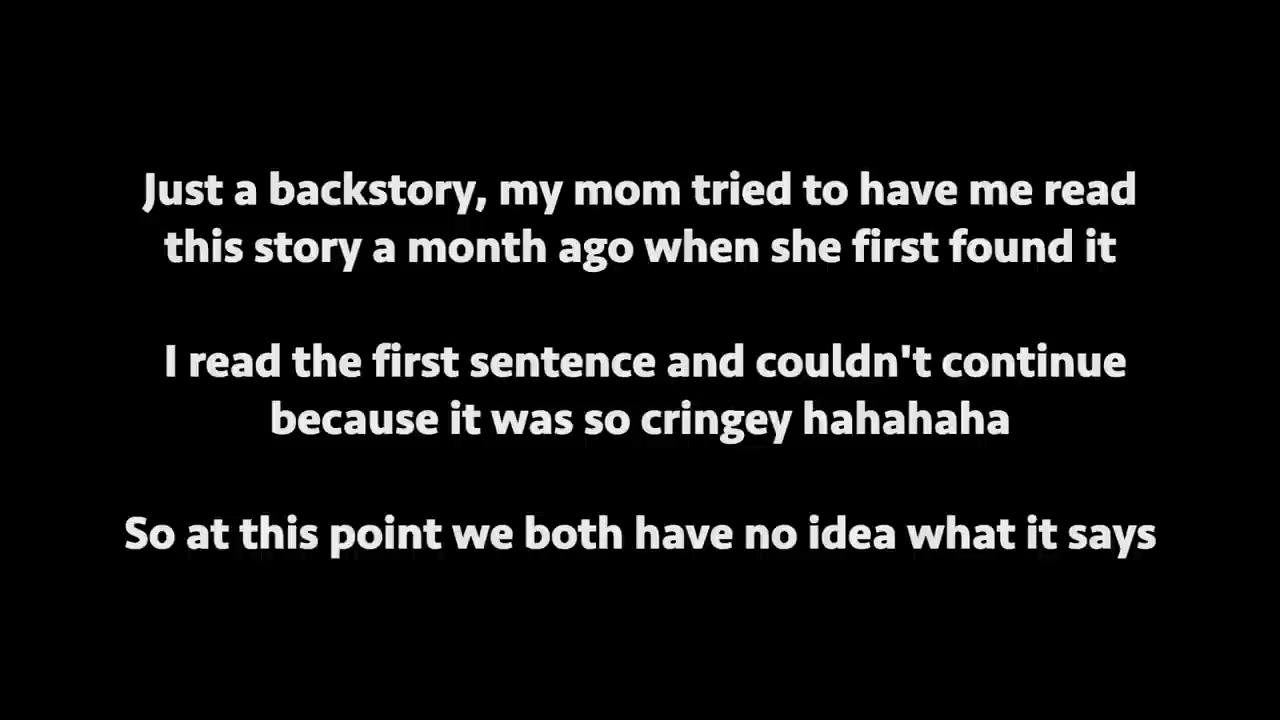 Just a backstory, my mom tried to have me read
this story a month ago when she first found it
I read the first sentence and couldn't continue
because it was so cringey hahahaha
So at this point we both have no idea what it says